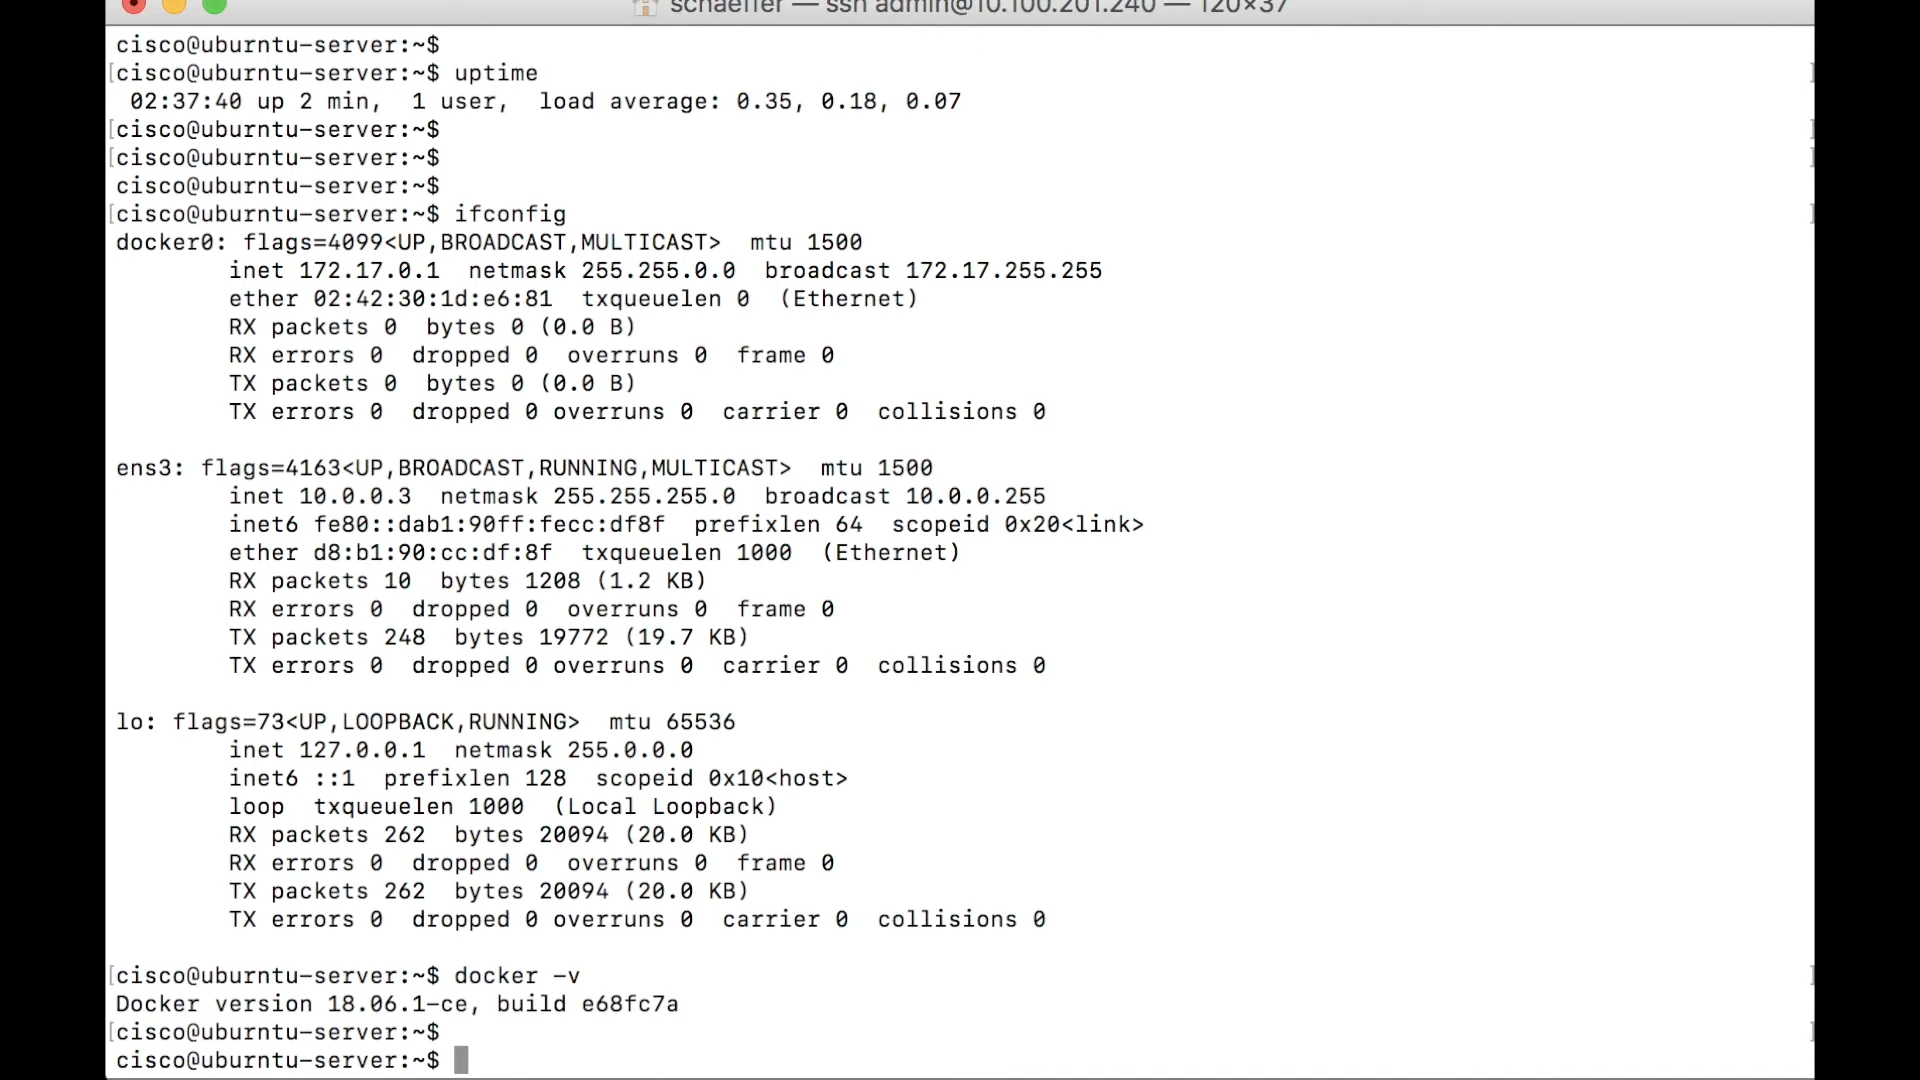 schaeffer — ssh admin@10.100.201.240 — 120×37
cisco@uburntu-server:~$
[cisco@uburntu-server:~$ uptime ]
 02:37:40 up 2 min,  1 user,  load average: 0.35, 0.18, 0.07
[cisco@uburntu-server:~$ ]
[cisco@uburntu-server:~$ ]
cisco@uburntu-server:~$
[cisco@uburntu-server:~$ ifconfig ]
docker0: flags=4099<UP,BROADCAST,MULTICAST>  mtu 1500
        inet 172.17.0.1  netmask 255.255.0.0  broadcast 172.17.255.255
        ether 02:42:30:1d:e6:81  txqueuelen 0  (Ethernet)
        RX packets 0  bytes 0 (0.0 B)
        RX errors 0  dropped 0  overruns 0  frame 0
        TX packets 0  bytes 0 (0.0 B)
        TX errors 0  dropped 0 overruns 0  carrier 0  collisions 0

ens3: flags=4163<UP,BROADCAST,RUNNING,MULTICAST>  mtu 1500
        inet 10.0.0.3  netmask 255.255.255.0  broadcast 10.0.0.255
        inet6 fe80::dab1:90ff:fecc:df8f  prefixlen 64  scopeid 0x20<link>
        ether d8:b1:90:cc:df:8f  txqueuelen 1000  (Ethernet)
        RX packets 10  bytes 1208 (1.2 KB)
        RX errors 0  dropped 0  overruns 0  frame 0
        TX packets 248  bytes 19772 (19.7 KB)
        TX errors 0  dropped 0 overruns 0  carrier 0  collisions 0

lo: flags=73<UP,LOOPBACK,RUNNING>  mtu 65536
        inet 127.0.0.1  netmask 255.0.0.0
        inet6 ::1  prefixlen 128  scopeid 0x10<host>
        loop  txqueuelen 1000  (Local Loopback)
        RX packets 262  bytes 20094 (20.0 KB)
        RX errors 0  dropped 0  overruns 0  frame 0
        TX packets 262  bytes 20094 (20.0 KB)
        TX errors 0  dropped 0 overruns 0  carrier 0  collisions 0

[cisco@uburntu-server:~$ docker -v ]
Docker version 18.06.1-ce, build e68fc7a
[cisco@uburntu-server:~$ ]
cisco@uburntu-server:~$